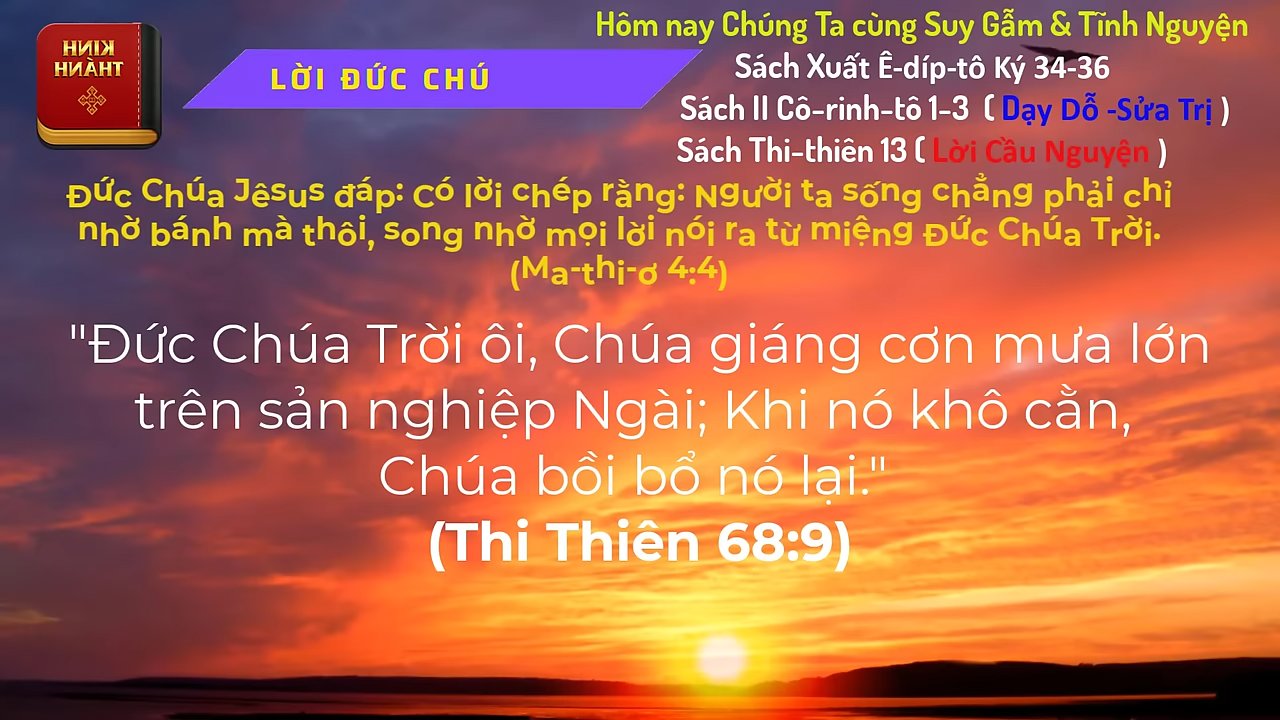 KINH
THÀNH
LỜI ĐỨC CHÚ
Hôm nay Chúng Ta cùng Suy Gẫm & Tĩnh Nguyện
Sách Xuất Ê-díp-tô Ký 34-36
Sách II Cô-rinh-tô 1-3 ( Dạy Dỗ -Sửa Trị )
Sách Thi-thiên 13 ( Lời Cầu Nguyện )
Đức Chúa Jêsus đáp: Có lời chép rằng: Người ta sống chẳng phải chỉ
nhờ bánh mà thôi, song nhờ mọi lời nói ra từ miệng Đức Chúa Trời.
(Ma-thi-ơ 4:4)
"Đức Chúa Trời ôi, Chúa giáng cơn mưa lớn
trên sản nghiệp Ngài; Khi nó khô cằn,
Chúa bồi bổ nó lại."
(Thi Thiên 68:9)